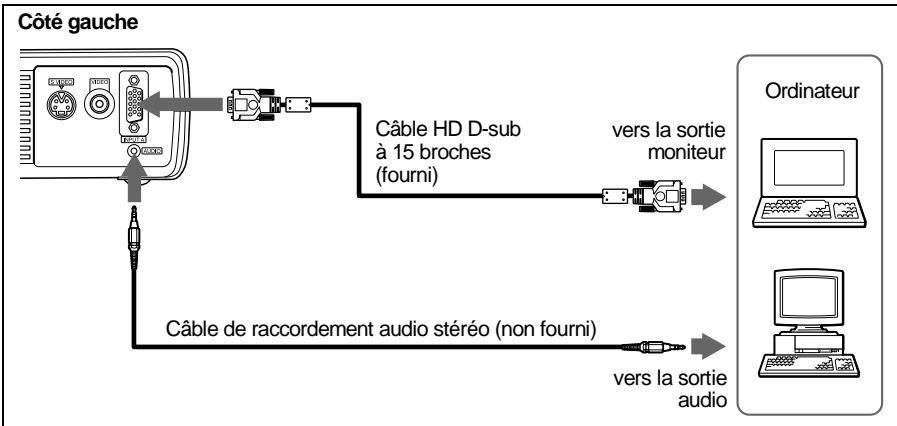 Côté gauche
S VIDEO
VIDEO
INPUT A
AUDIO
Câble HD D-sub
à 15 broches
(fourni)
vers la sortie
moniteur
Ordinateur
Câble de raccordement audio stéréo (non fourni)
vers la sortie
audio